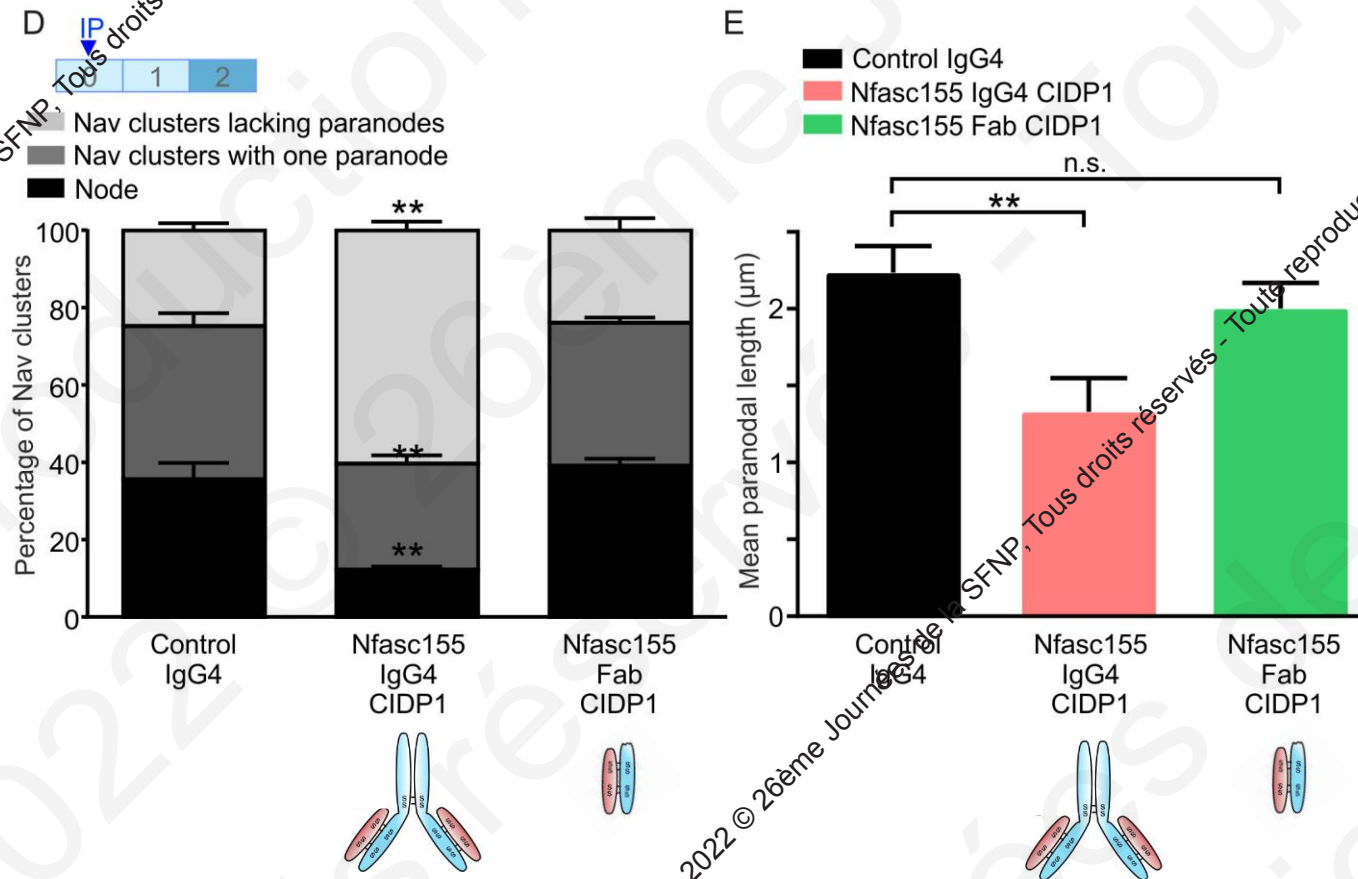 D
IP
0 1 2
Nav clusters lacking paranodes
Nav clusters with one paranode
Node
Percentage of Nav clusters
100
80
60
40
20
0
**
**
**
Control
IgG4
Nfasc155
IgG4
CIDP1
Nfasc155
Fab
CIDP1
E
Control IgG4
Nfasc155 IgG4 CIDP1
Nfasc155 Fab CIDP1
n.s.
**
Mean paranodal length (μm)
2
1
0
Control
IgG4
Nfasc155
IgG4
CIDP1
Nfasc155
Fab
CIDP1
SFNP, Tous droits
2022 © 26ème Journées de la SFNP, Tous droits réservés - Toute
2022 © 26ème